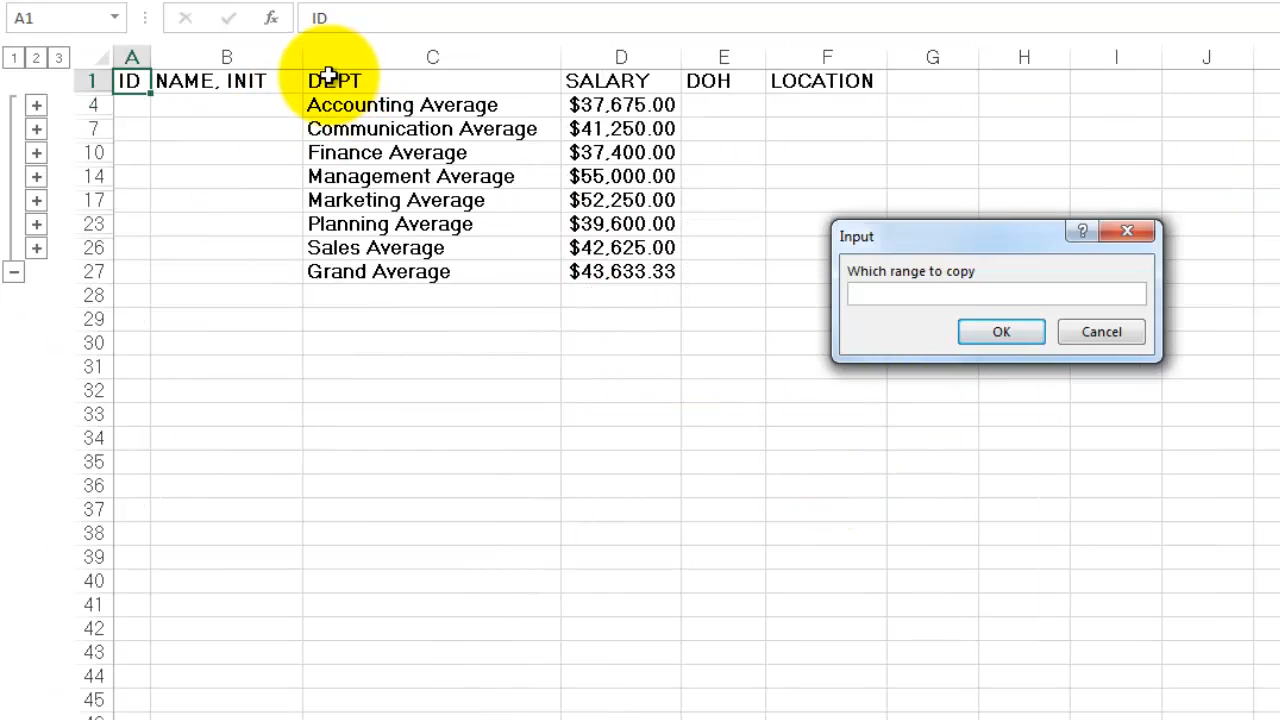 A1 fx ID
1 2 3 A B C D E F G H I J
1 ID NAME, INIT DEPT SALARY DOH LOCATION
4 Accounting Average $37,675.00
7 Communication Average $41,250.00
10 Finance Average $37,400.00
14 Management Average $55,000.00
17 Marketing Average $52,250.00
23 Planning Average $39,600.00
26 Sales Average $42,625.00
27 Grand Average $43,633.33
28
29
30
31
32
33
34
35
36
37
38
39
40
41
42
43
44
45
Input
Which range to copy
OK Cancel